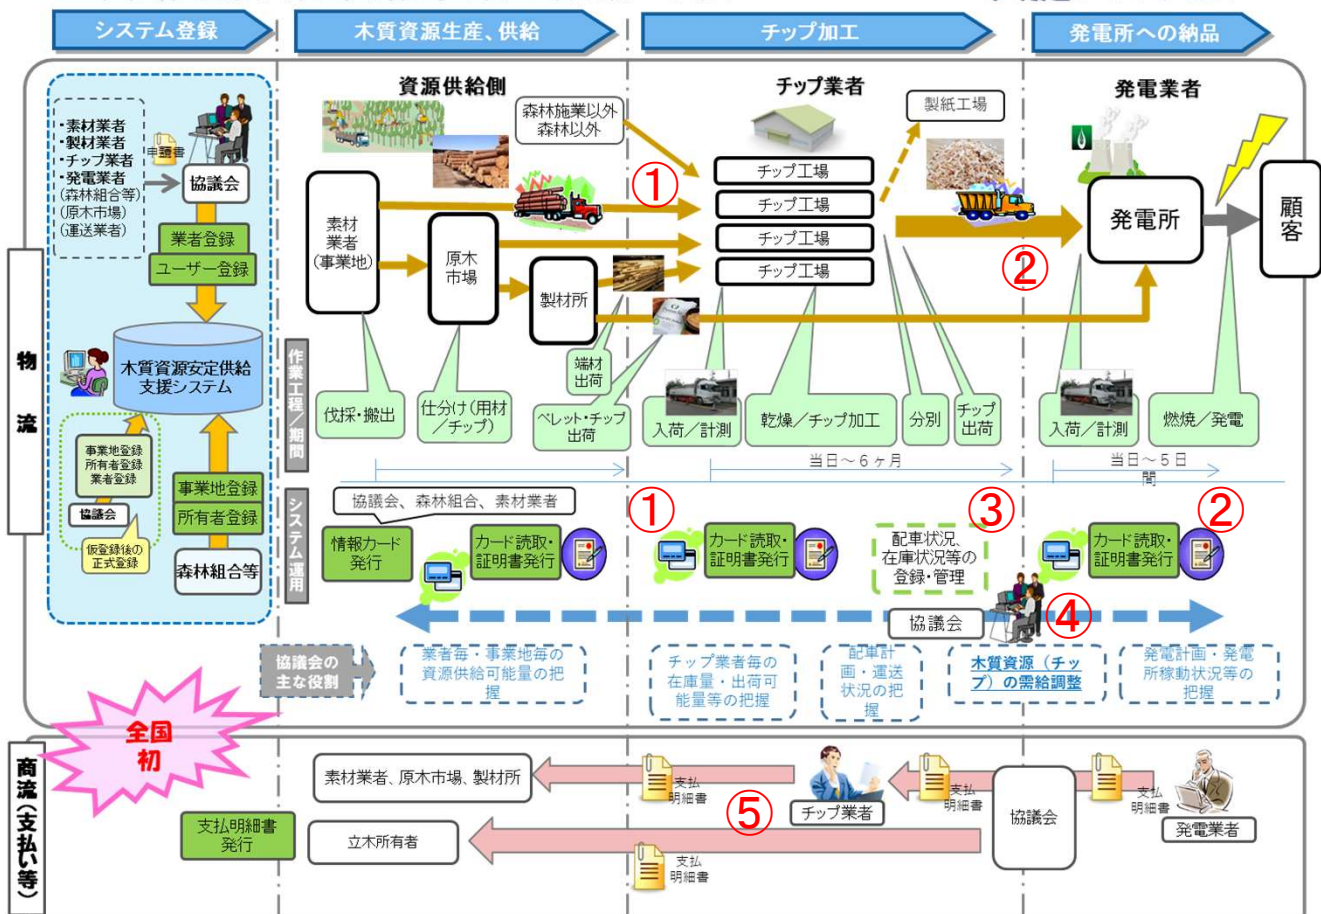 システム登録
木質資源生産、供給
チップ加工
発電所への納品
資源供給側
チップ業者
発電業者
・素材業者
・製材業者
・チップ業者
・発電業者
(森林組合等)
(原木市場)
(運送業者)
申請書
協議会
業者登録
ユーザー登録
木質資源安定供給
支援システム
事業地登録
所有者登録
業者登録
協議会
仮登録後の
正式登録
事業地登録
所有者登録
森林組合等
物流
森林施業以外
森林以外
製紙工場
①
チップ工場
チップ工場
チップ工場
チップ工場
素材
業者
(事業地)
原木
市場
製材所
②
発電所
顧客
作業工程/期間
伐採・搬出
仕分け(用材
/チップ)
端材
出荷
ペレット・チップ
出荷
入荷/計測
乾燥/チップ加工
分別
チップ
出荷
入荷/計測
燃焼/発電
当日~6ヶ月
当日~5日
間
システム運用
協議会、森林組合、素材業者
情報カード
発行
カード読取・
証明書発行
①
カード読取・
証明書発行
③
配車状況、
在庫状況等の
登録・管理
②
カード読取・
証明書発行
協議会
④
協議会の
主な役割
業者毎・事業地毎の
資源供給可能量の把
握
チップ業者毎の
在庫量・出荷可
能量等の把握
配車計
画・運送
状況の把
握
木質資源(チッ
プ)の需給調整
発電計画・発電
所稼動状況等の
把握
全国
初
商流(支払い等)
素材業者、原木市場、製材所
支払
明細書
チップ業者
支払
明細書
協議会
支払
明細書
発電業者
⑤
支払明細書
発行
立木所有者
支払
明細書